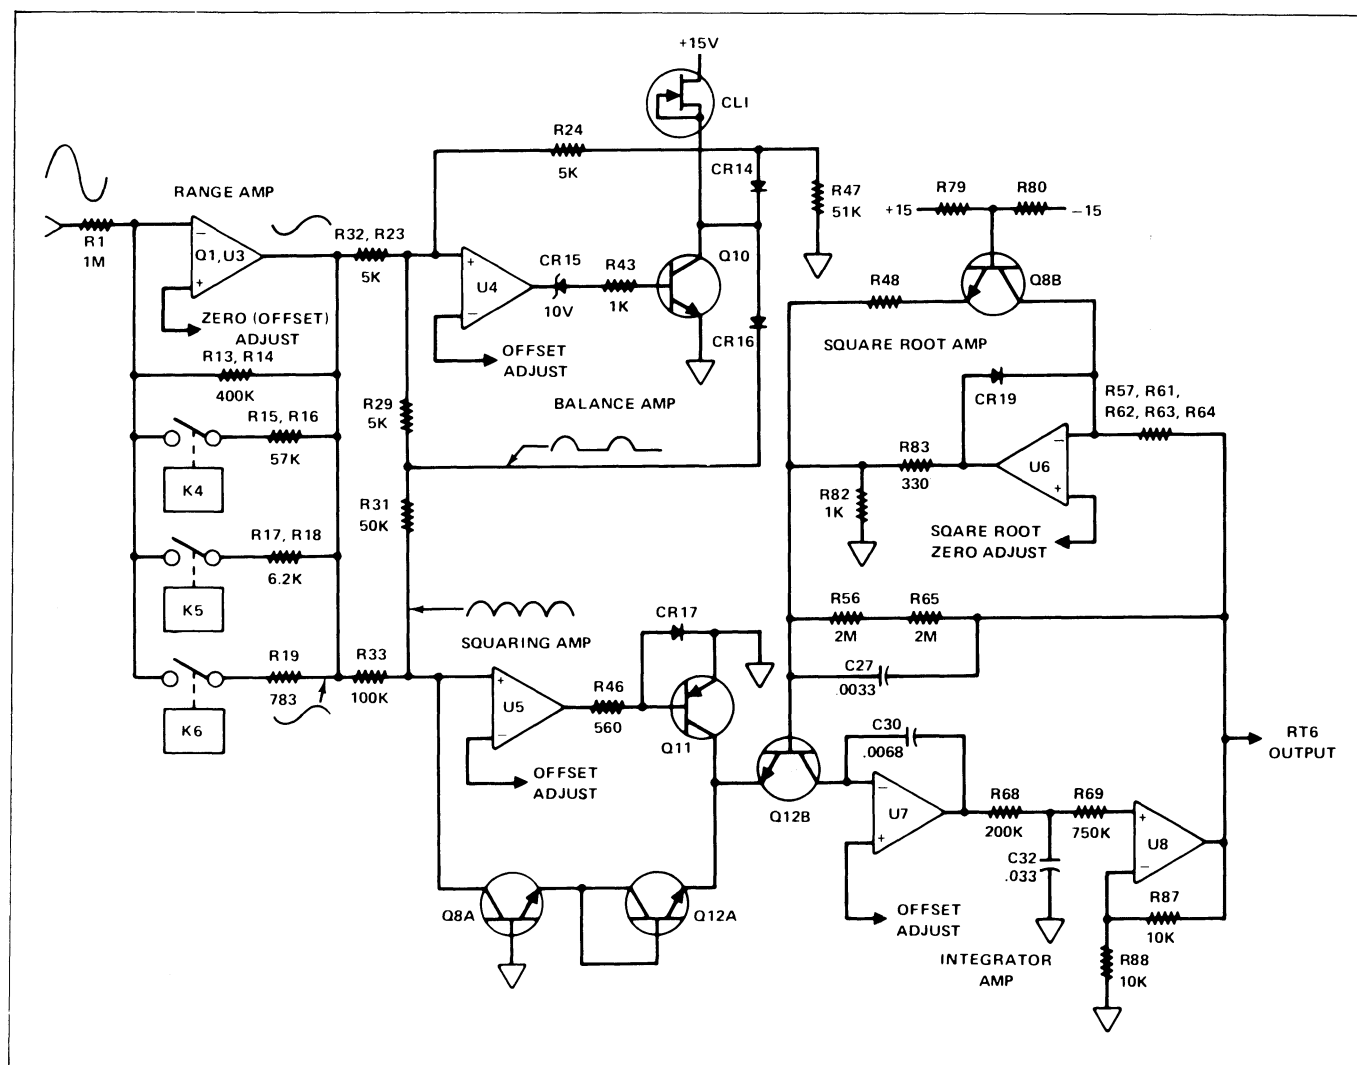 +15V
CLI
R24
5K
CR14
R47
51K
R79
R80
+15
-15
RANGE AMP
R1
1M
−
Q1, U3
+
ZERO (OFFSET)
ADJUST
R32, R23
5K
+
U4
−
CR15
10V
R43
1K
Q10
CR16
OFFSET
ADJUST
R48
Q8B
SQUARE ROOT AMP
R13, R14
400K
R15, R16
57K
K4
R29
5K
BALANCE AMP
CR19
R57, R61,
R62, R63, R64
R83
330
−
U6
+
R82
1K
SQARE ROOT
ZERO ADJUST
R31
50K
R17, R18
6.2K
K5
R56
2M
R65
2M
C27
.0033
SQUARING AMP
CR17
R19
783
K6
R33
100K
+
U5
−
R46
560
Q11
OFFSET
ADJUST
Q12B
C30
.0068
−
U7
+
R68
200K
R69
750K
C32
.033
+
U8
−
RT6
OUTPUT
Q8A
Q12A
OFFSET
ADJUST
R87
10K
R88
10K
INTEGRATOR
AMP